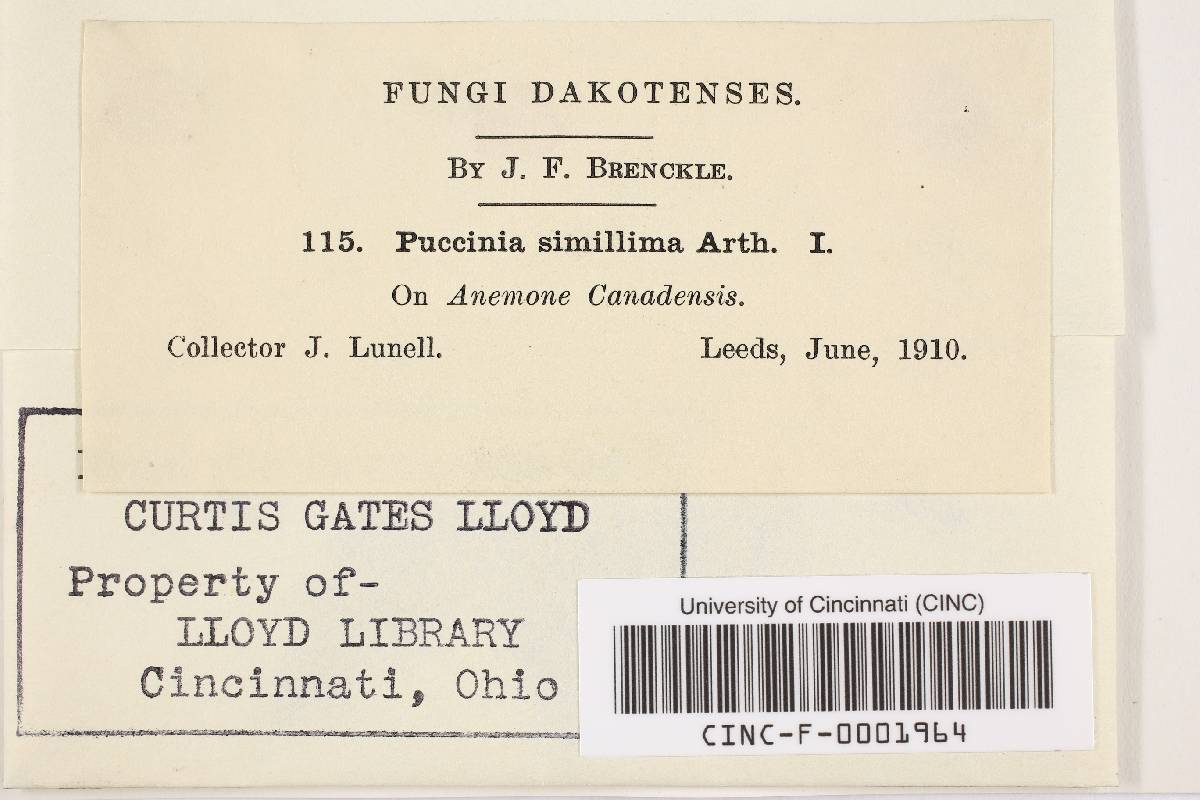 FUNGI DAKOTENSES.
BY J. F. BRENCKLE.
115. Puccinia simillima Arth. I.
On Anemone Canadensis.
Collector J. Lunell. Leeds, June, 1910.
CURTIS GATES LLOYD
Property of-
LLOYD LIBRARY
Cincinnati, Ohio
University of Cincinnati (CINC)
CINC-F-0001964